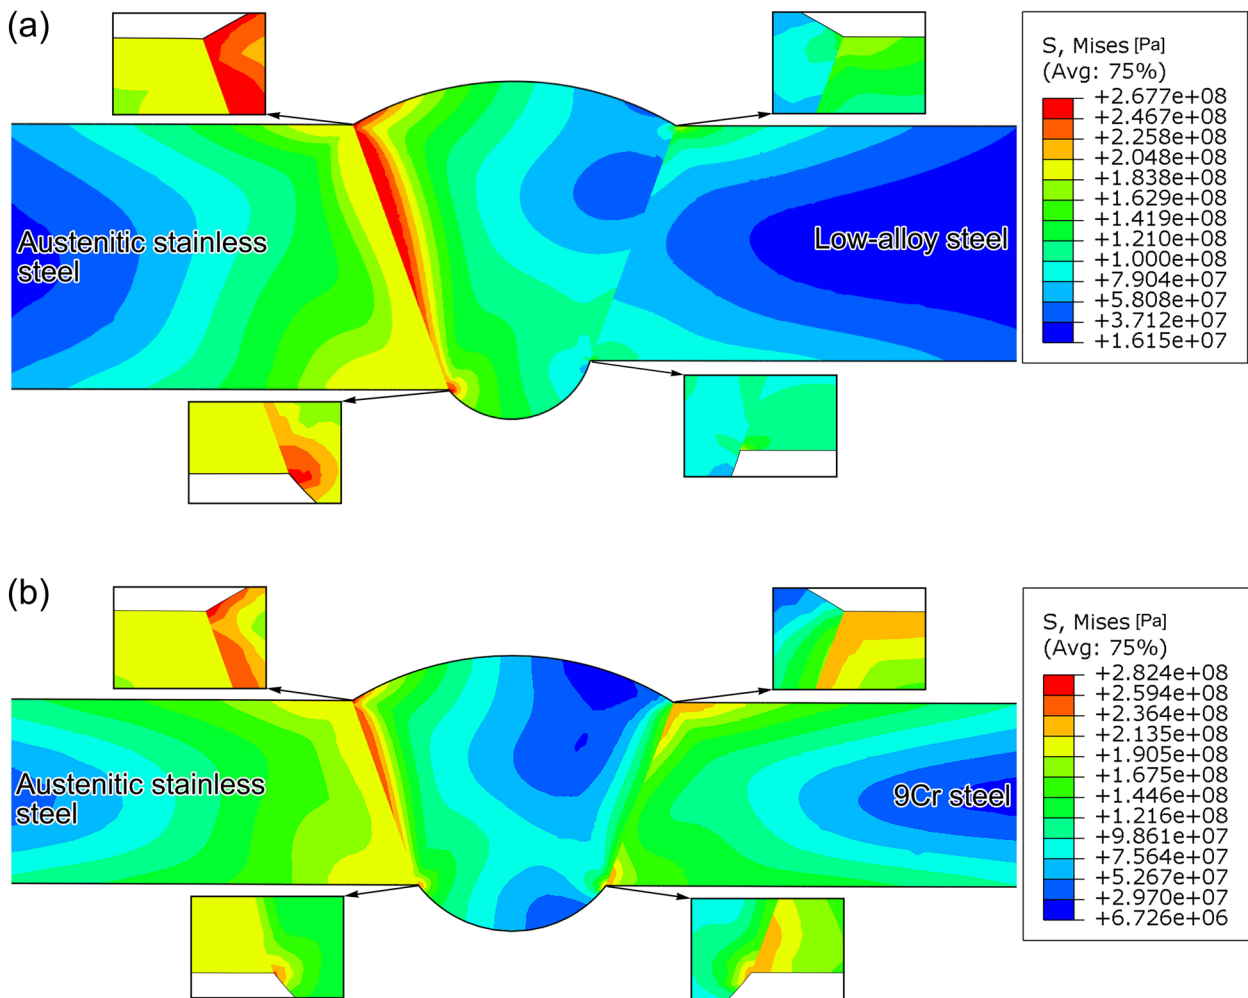 (a)
S, Mises [Pa]
(Avg: 75%)
+2.677e+08
+2.467e+08
+2.258e+08
+2.048e+08
+1.838e+08
+1.629e+08
+1.419e+08
+1.210e+08
+1.000e+08
+7.904e+07
+5.808e+07
+3.712e+07
+1.615e+07
Austenitic stainless
steel
Low-alloy steel
(b)
S, Mises [Pa]
(Avg: 75%)
+2.824e+08
+2.594e+08
+2.364e+08
+2.135e+08
+1.905e+08
+1.675e+08
+1.446e+08
+1.216e+08
+9.861e+07
+7.564e+07
+5.267e+07
+2.970e+07
+6.726e+06
Austenitic stainless
steel
9Cr steel